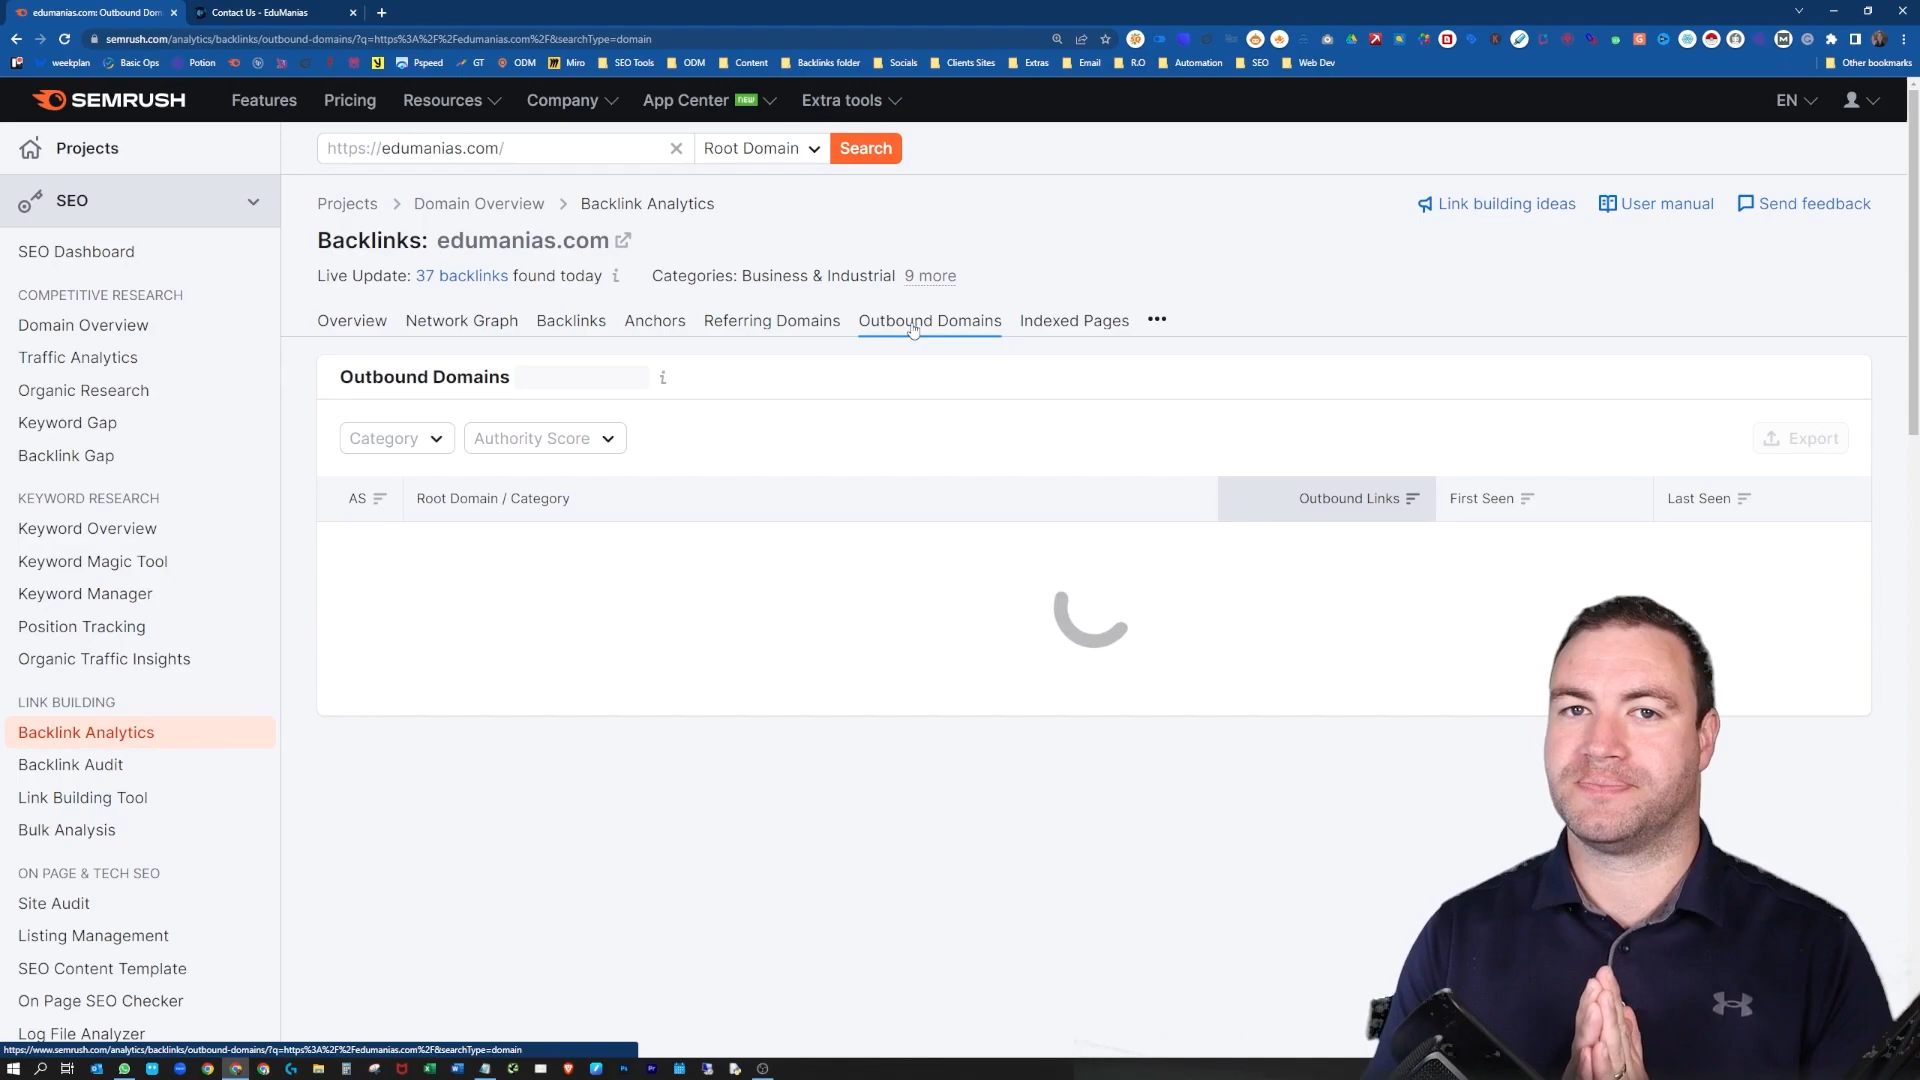 edumanias.com: Outbound Dom
Contact Us - EduManias
semrush.com/analytics/backlinks/outbound-domains/?q=https%3A%2F%2Fedumanias.com%2F&searchType=domain
weekplan Basic Ops Potion Pspeed GT ODM Miro SEO Tools ODM Content Backlinks folder Socials Clients Sites Extras Email R.O Automation SEO Web Dev Other bookmarks
SEMRUSH Features Pricing Resources Company App Center NEW Extra tools EN
Projects
https://edumanias.com/ Root Domain Search
SEO
Projects > Domain Overview > Backlink Analytics
Link building ideas User manual Send feedback
Backlinks: edumanias.com
Live Update: 37 backlinks found today i Categories: Business & Industrial 9 more
Overview Network Graph Backlinks Anchors Referring Domains Outbound Domains Indexed Pages •••
Outbound Domains i
Category Authority Score Export
AS Root Domain / Category Outbound Links First Seen Last Seen
SEO Dashboard
COMPETITIVE RESEARCH
Domain Overview
Traffic Analytics
Organic Research
Keyword Gap
Backlink Gap
KEYWORD RESEARCH
Keyword Overview
Keyword Magic Tool
Keyword Manager
Position Tracking
Organic Traffic Insights
LINK BUILDING
Backlink Analytics
Backlink Audit
Link Building Tool
Bulk Analysis
ON PAGE & TECH SEO
Site Audit
Listing Management
SEO Content Template
On Page SEO Checker
Log File Analyzer
https://www.semrush.com/analytics/backlinks/outbound-domains/?q=https%3A%2F%2Fedumanias.com%2F&searchType=domain